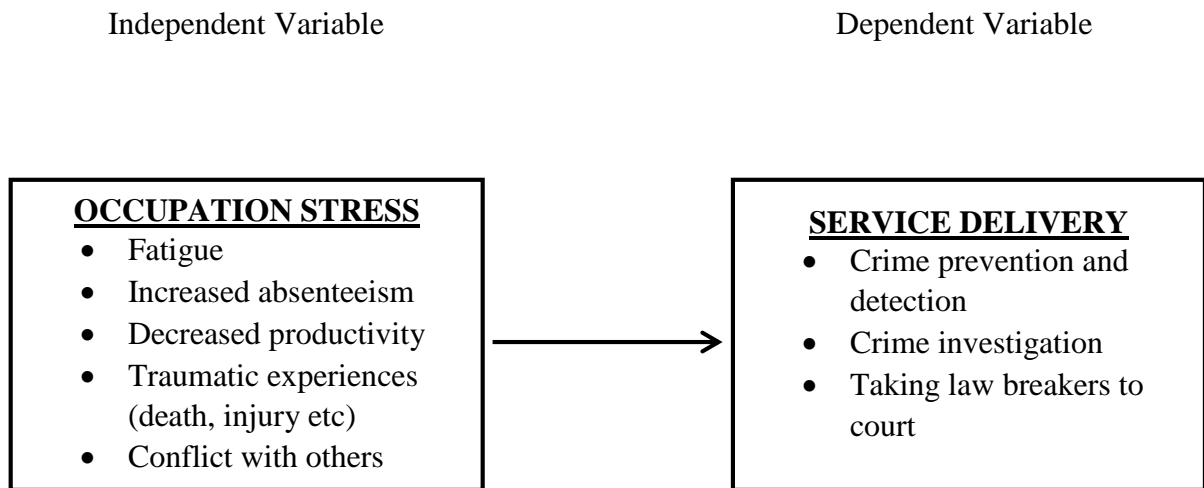 Independent Variable
Dependent Variable
OCCUPATION STRESS
• Fatigue
• Increased absenteeism
• Decreased productivity
• Traumatic experiences
(death, injury etc)
• Conflict with others
SERVICE DELIVERY
• Crime prevention and
detection
• Crime investigation
• Taking law breakers to
court